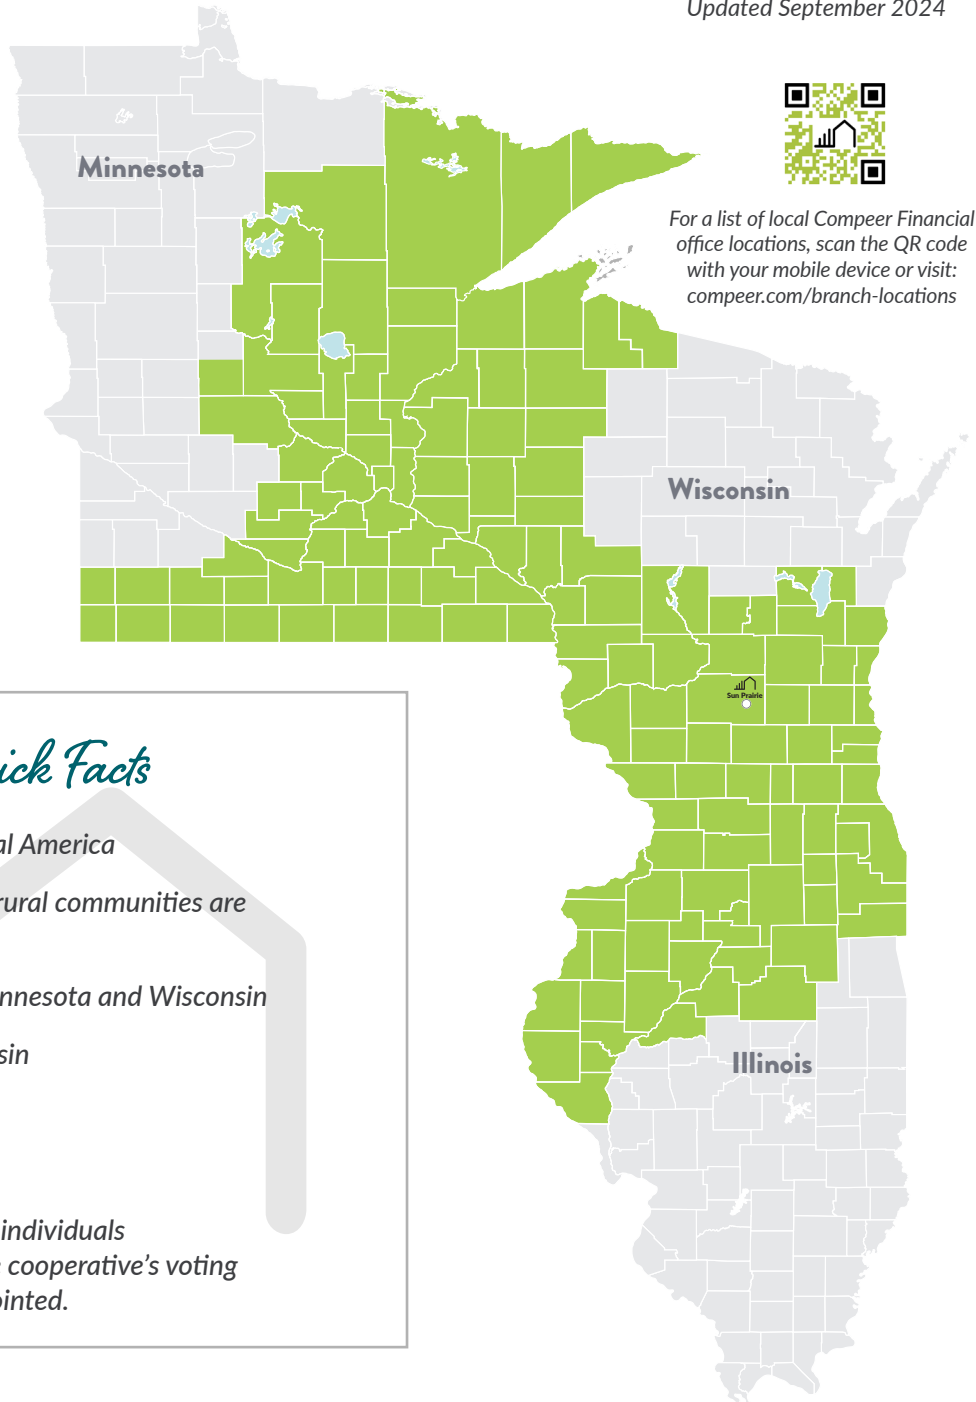 Updated September 2024
For a list of local Compeer Financial
office locations, scan the QR code
with your mobile device or visit:
compeer.com/branch-locations
Minnesota
Wisconsin
Sun Prairie
Illinois
ick Facts
al America
rural communities are
nnesota and Wisconsin
sin
individuals
cooperative's voting
ointed.